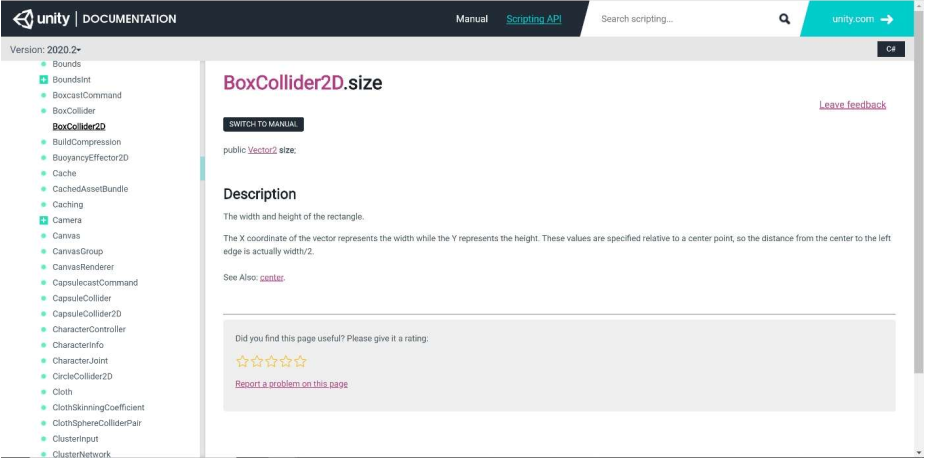 unity | DOCUMENTATION
Manual
Scripting API
Search scripting...
unity.com
Version: 2020.2
C#
Bounds
BoundsInt
BoxcastCommand
BoxCollider
BoxCollider2D
BuildCompression
BuoyancyEffector2D
Cache
CachedAssetBundle
Caching
Camera
Canvas
CanvasGroup
CanvasRenderer
CapsulecastCommand
CapsuleCollider
CapsuleCollider2D
CharacterController
CharacterInfo
CharacterJoint
CircleCollider2D
Cloth
ClothSkinningCoefficient
ClothSphereColliderPair
ClusterInput
ClusterNetwork
BoxCollider2D.size
Leave feedback
SWITCH TO MANUAL
public Vector2 size;
Description
The width and height of the rectangle.
The X coordinate of the vector represents the width while the Y represents the height. These values are specified relative to a center point, so the distance from the center to the left
edge is actually width/2.
See Also: center.
Did you find this page useful? Please give it a rating:
Report a problem on this page